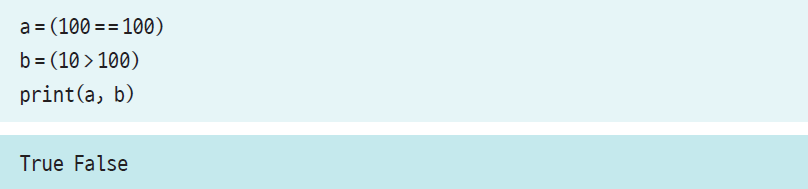 a=(100==100)
b=(10>100)
print(a, b)
True False